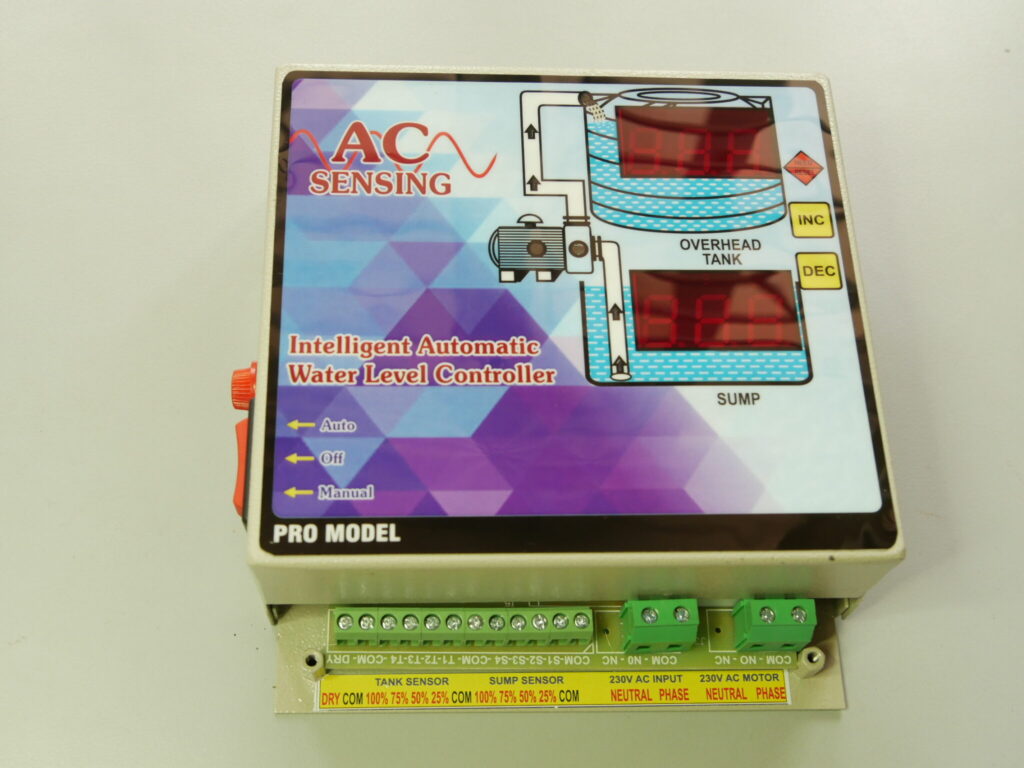 AC
SENSING
INC
DEC
OVERHEAD
TANK
SUMP
Intelligent Automatic
Water Level Controller
Auto
Off
Manual
PRO MODEL
DRY - COM - T4 - T3 - T2 - T1 - COM - S4 - S3 - S2 - S1 - COM
NC - NO - COM
NC - NO - COM
TANK SENSOR SUMP SENSOR 230V AC INPUT 230V AC MOTOR
DRY COM 100% 75% 50% 25% COM 100% 75% 50% 25% COM NEUTRAL PHASE NEUTRAL PHASE